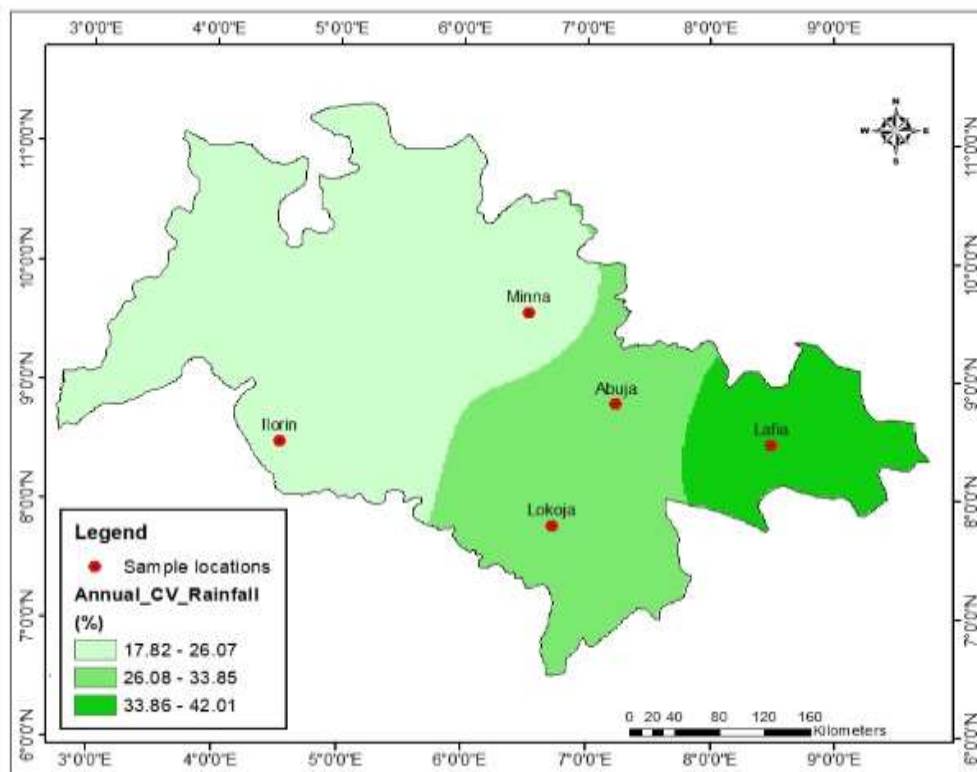 3°0'0"E 4°0'0"E 5°0'0"E 6°0'0"E 7°0'0"E 8°0'0"E 9°0'0"E
N
W E
S
11°0'0"N 11°0'0"N
10°0'0"N 10°0'0"N
Minna
9°0'0"N 9°0'0"N
Abuja
Ilorin
Lafia
8°0'0"N 8°0'0"N
Lokoja
Legend
Sample locations
Annual_CV_Rainfall
(%)
17.82 - 26.07
26.08 - 33.85
33.86 - 42.01
7°0'0"N 7°0'0"N
0 20 40 80 120 160
Kilometers
6°0'0"N 6°0'0"N
3°0'0"E 4°0'0"E 5°0'0"E 6°0'0"E 7°0'0"E 8°0'0"E 9°0'0"E